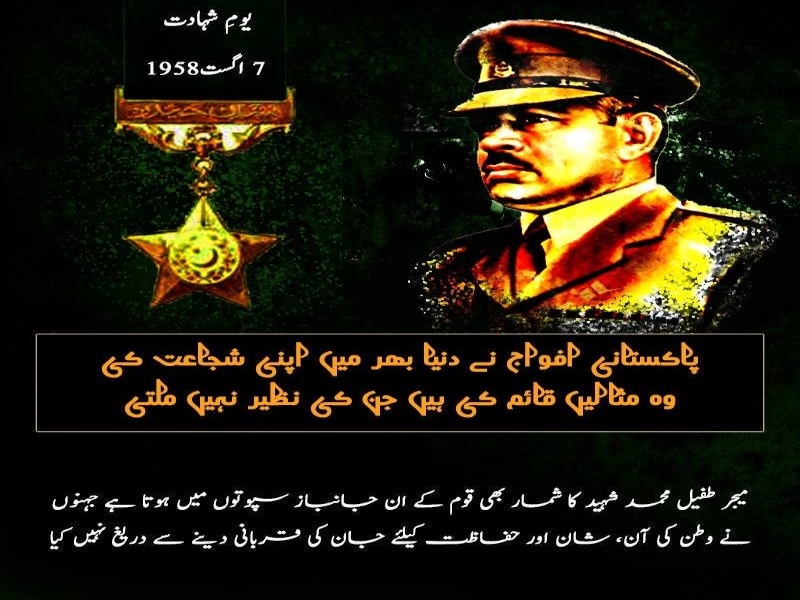 یومِ شہادت
7 اگست 1958
پاکستانی افواج نے دنیا بھر میں اپنی شجاعت کی
وہ مثالیں قائم کی ہیں جن کی نظیر نہیں ملتی
میجر طفیل محمد شہید کا شمار بھی قوم کے ان جانباز سپوتوں میں ہوتا ہے جہنوں
نے وطن کی آن، شان اور حفاظت کیلئے جان کی قربانی دینے سے دریغ نہیں کیا